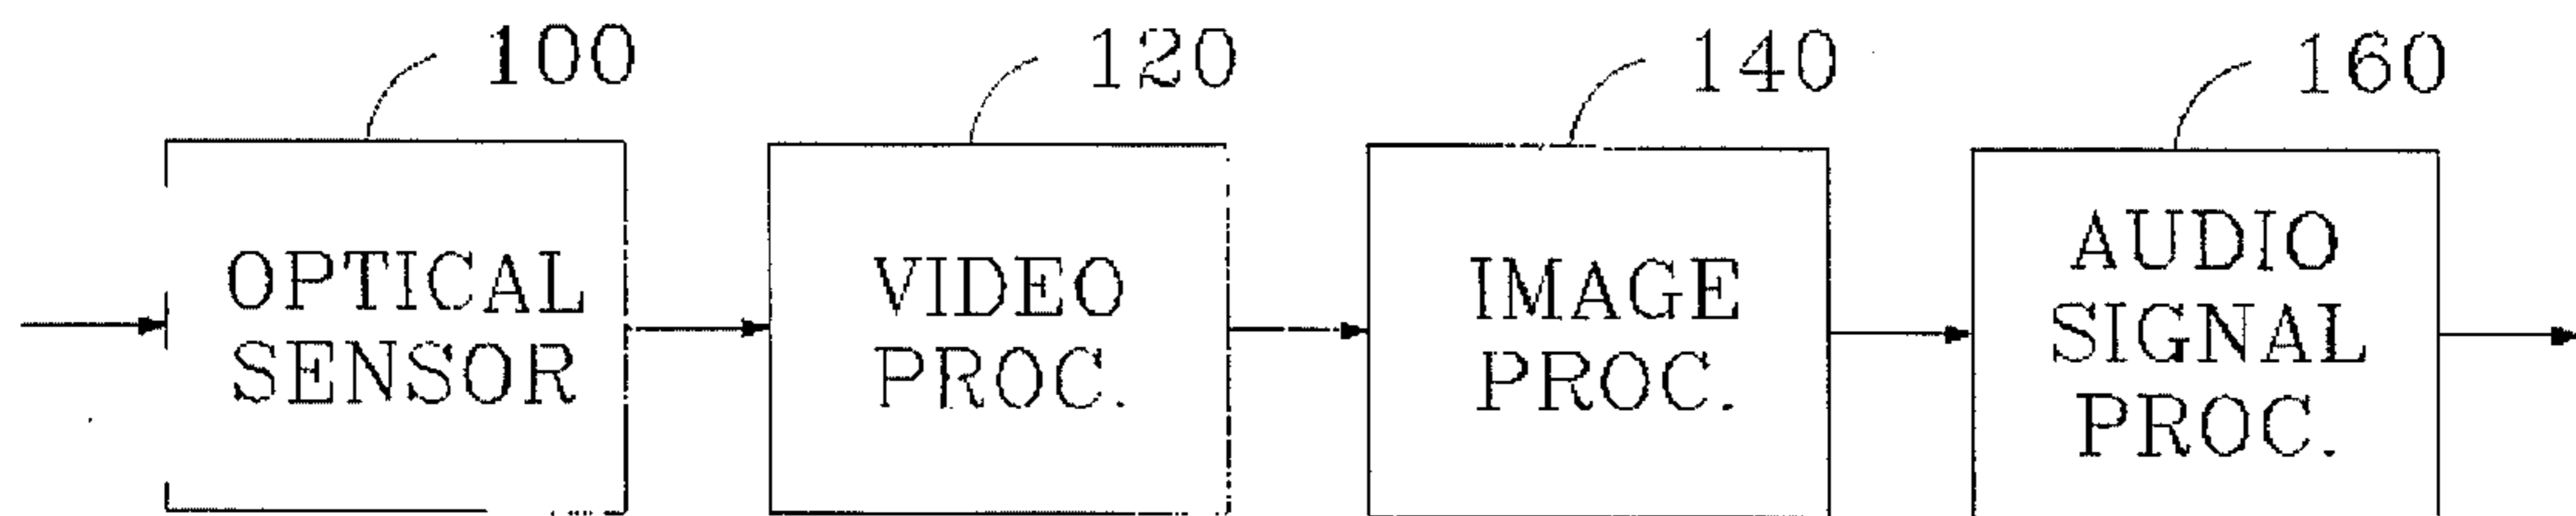 100
120
140
160
OPTICAL
SENSOR
VIDEO
PROC.
IMAGE
PROC.
AUDIO
SIGNAL
PROC.